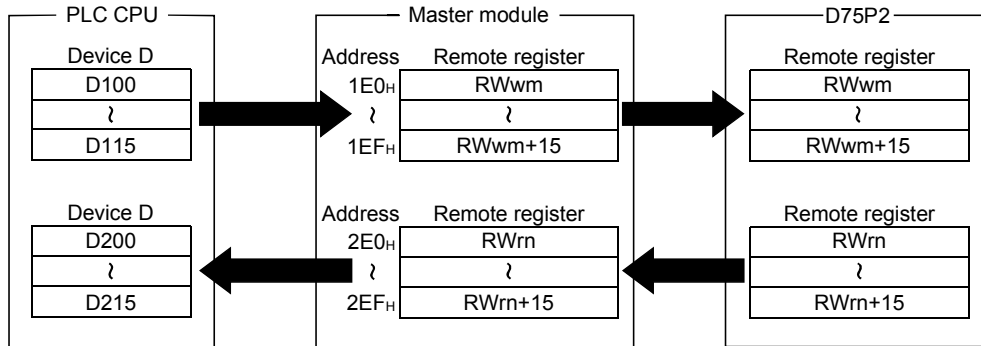 PLC CPU Master module D75P2
Device D Address Remote register Remote register
D100 1E0H RWwm RWwm
~ ~ ~ ~
D115 1EFH RWwm+15 RWwm+15
Device D Address Remote register Remote register
D200 2E0H RWrn RWrn
~ ~ ~ ~
D215 2EFH RWrn+15 RWrn+15